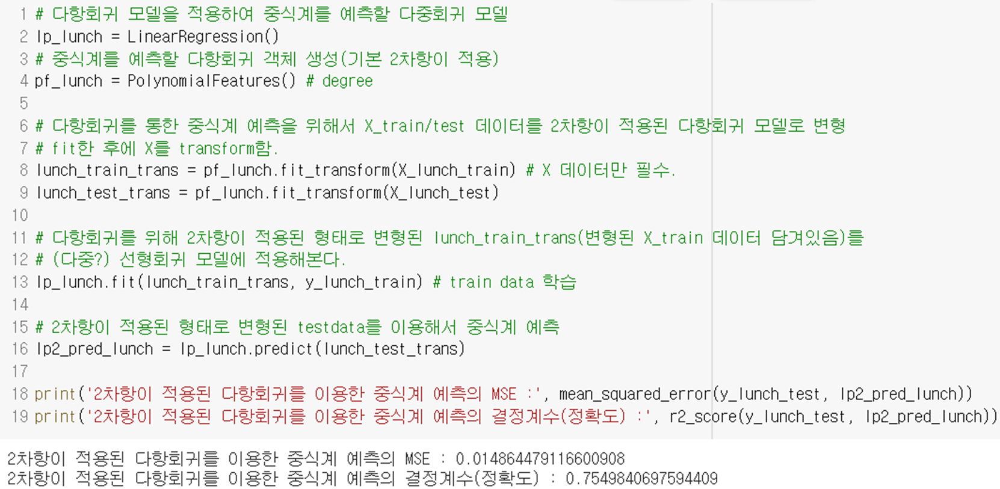 1 # 다항회귀 모델을 적용하여 중식계를 예측할 다중회귀 모델
2 lp_lunch = LinearRegression()
3 # 중식계를 예측할 다항회귀 객체 생성(기본 2차항이 적용)
4 pf_lunch = PolynomialFeatures() # degree
5
6 # 다항회귀를 통한 중식계 예측을 위해서 X_train/test 데이터를 2차항이 적용된 다항회귀 모델로 변형
7 # fit한 후에 X를 transform함.
8 lunch_train_trans = pf_lunch.fit_transform(X_lunch_train) # X 데이터만 필수.
9 lunch_test_trans = pf_lunch.fit_transform(X_lunch_test)
10
11 # 다항회귀를 위해 2차항이 적용된 형태로 변형된 lunch_train_trans(변형된 X_train 데이터 담겨있음)를
12 # (다중?) 선형회귀 모델에 적용해본다.
13 lp_lunch.fit(lunch_train_trans, y_lunch_train) # train data 학습
14
15 # 2차항이 적용된 형태로 변형된 testdata를 이용해서 중식계 예측
16 lp2_pred_lunch = lp_lunch.predict(lunch_test_trans)
17
18 print('2차항이 적용된 다항회귀를 이용한 중식계 예측의 MSE :', mean_squared_error(y_lunch_test, lp2_pred_lunch))
19 print('2차항이 적용된 다항회귀를 이용한 중식계 예측의 결정계수(정확도) :', r2_score(y_lunch_test, lp2_pred_lunch))
2차항이 적용된 다항회귀를 이용한 중식계 예측의 MSE : 0.014864479116600908
2차항이 적용된 다항회귀를 이용한 중식계 예측의 결정계수(정확도) : 0.7549840697594409